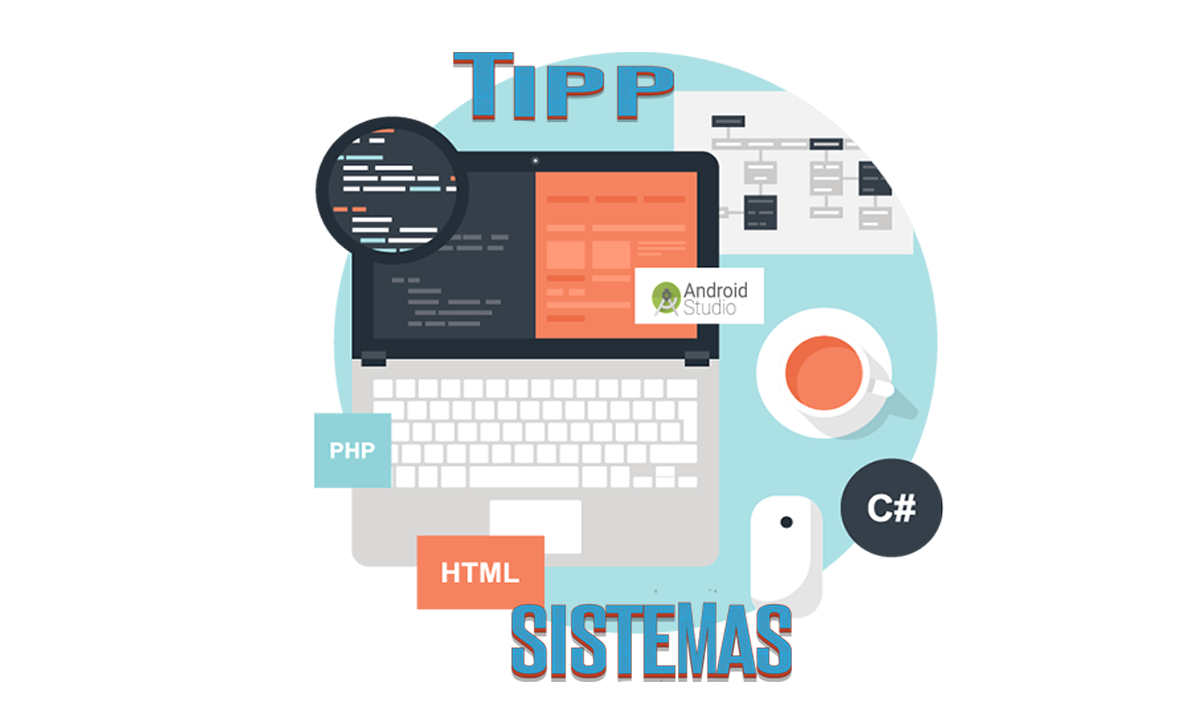 TIPP
Android
Studio
PHP
C#
HTML
SISTEMAS